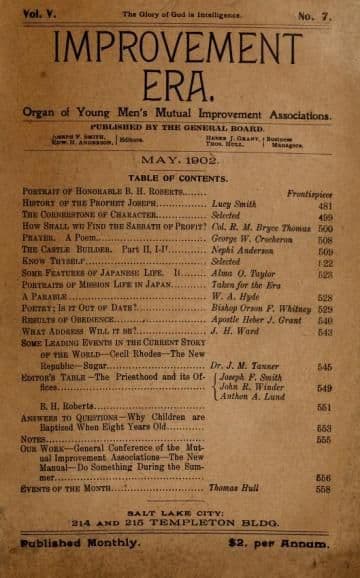 Vol. V. The Glory of God is Intelligence. No. 7.
IMPROVEMENT
ERA.
Organ of Young Men's Mutual Improvement Associations.
PUBLISHED BY THE GENERAL BOARD.
JOSEPH F. SMITH, } Editors. HEBER J. GRANT, } Business
EDW. H. ANDERSON, THOS. HULL, Managers.
MAY, 1902.
TABLE OF CONTENTS.
PORTRAIT OF HONORABLE B. H. ROBERTS....... Frontispiece
HISTORY OF THE PROPHET JOSEPH.......... Lucy Smith 481
THE CORNERSTONE OF CHARACTER.......... Selected 499
HOW SHALL WE FIND THE SABBATH OF PROFIT? Col. R. M. Bryce Thomas 500
PRAYER. A Poem.......... George W. Crocheron 508
THE CASTLE BUILDER. Part II, I-IV.......... Nephi Anderson 509
KNOW THYSELF.......... Selected 522
SOME FEATURES OF JAPANESE LIFE. II....... Alma O. Taylor 523
PORTRAITS OF MISSION LIFE IN JAPAN.......... Taken for the Era
A PARABLE.......... W. A. Hyde 528
POETRY; IS IT OUT OF DATE?.......... Bishop Orson F. Whitney 529
RESULTS OF OBEDIENCE.......... Apostle Heber J. Grant 540
WHAT ADDRESS WILL IT BE?.......... J. H. Ward 543
SOME LEADING EVENTS IN THE CURRENT STORY
OF THE WORLD—Cecil Rhodes—The New
Republic—Sugar.......... Dr. J. M. Tanner 545
EDITOR'S TABLE—The Priesthood and its Of- { Joseph F. Smith
fices.......... John R. Winder 549
Anthon A. Lund
B. H. Roberts.......... 551
ANSWERS TO QUESTIONS—Why Children are
Baptized When Eight Years Old.......... 553
NOTES.......... 555
OUR WORK—General Conference of the Mut-
ual Improvement Associations—The New
Manual—Do Something During the Sum-
mer.......... 556
EVENTS OF THE MONTH.......... Thomas Hull 558
SALT LAKE CITY:
214 AND 215 TEMPLETON BLDG.
Published Monthly. $2. per Annum.